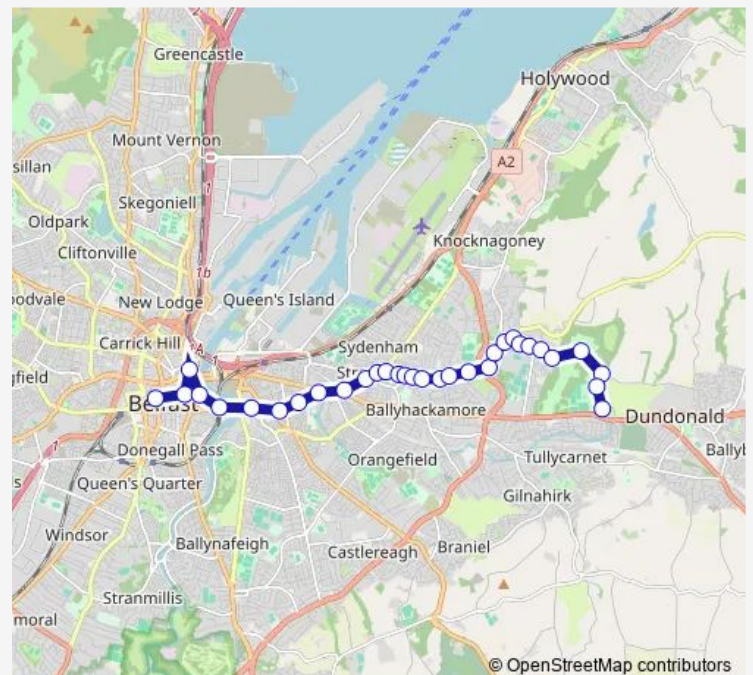 Greencastle
Holywood
Mount Vernon
A2
sillan
Skegoniell
Oldpark
Knocknagoney
Cliftonville
1b
oodvale
New Lodge
Queen's Island
Carrick Hill
A
1
Sydenham
gfield
Belfast
Ballyhackamore
Dundonald
Donegall Pass
Orangefield
Tullycarnet
Ballyb
Queen's Quarter
Gilnahirk
Windsor
Ballynafeigh
Castlereagh
Braniel
Stranmillis
moral
© OpenStreetMap contributors